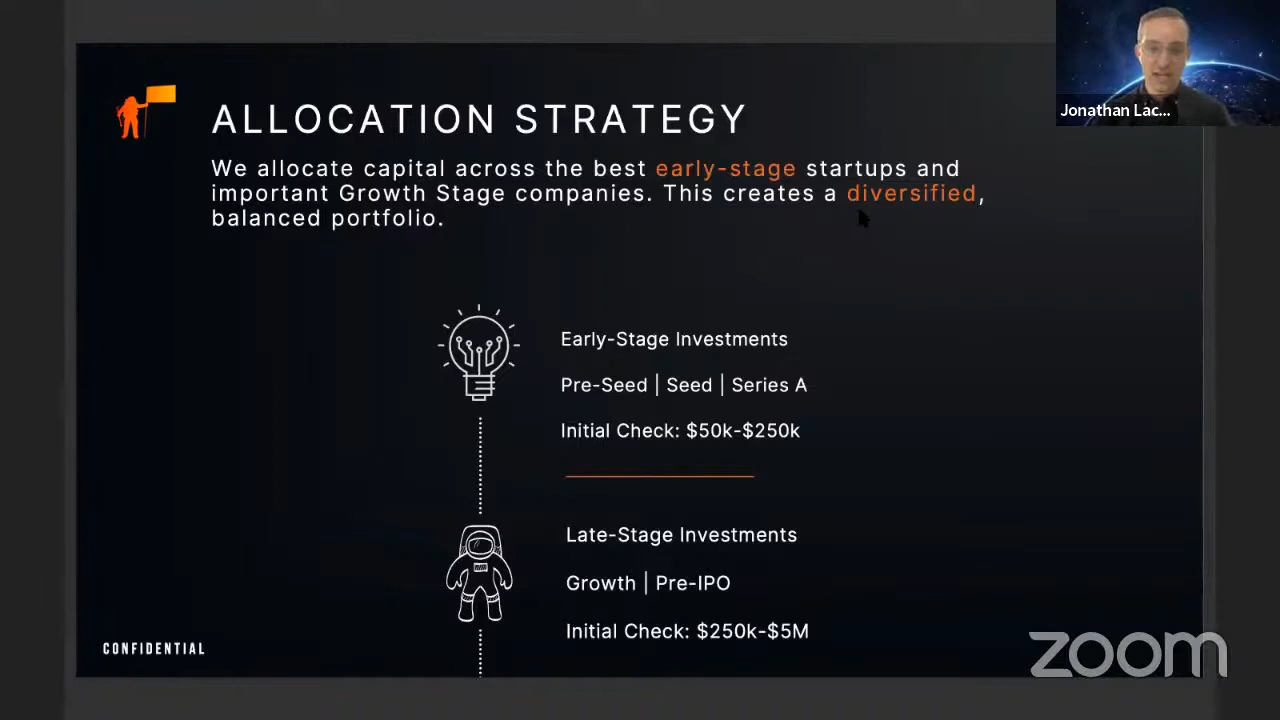 Jonathan Lac...
ALLOCATION STRATEGY
We allocate capital across the best early-stage startups and
important Growth Stage companies. This creates a diversified,
balanced portfolio.
Early-Stage Investments
Pre-Seed | Seed | Series A
Initial Check: $50k-$250k
Late-Stage Investments
Growth | Pre-IPO
Initial Check: $250k-$5M
CONFIDENTIAL
zoom